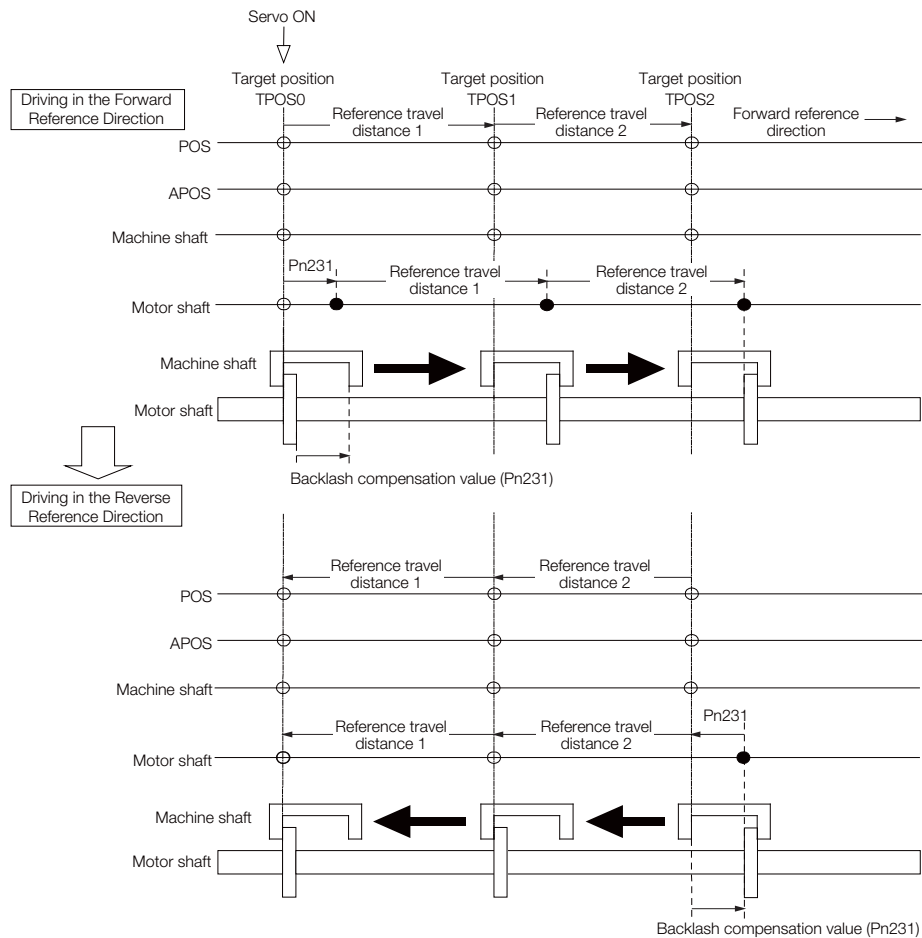 Servo ON
Target position
TPOS0
Target position
TPOS1
Target position
TPOS2
Driving in the Forward
Reference Direction
Reference travel
distance 1
Reference travel
distance 2
Forward reference
direction
POS
APOS
Machine shaft
Pn231
Reference travel
distance 1
Reference travel
distance 2
Motor shaft
Machine shaft
Motor shaft
Backlash compensation value (Pn231)
Driving in the Reverse
Reference Direction
Reference travel
distance 1
Reference travel
distance 2
POS
APOS
Machine shaft
Pn231
Reference travel
distance 1
Reference travel
distance 2
Motor shaft
Machine shaft
Motor shaft
Backlash compensation value (Pn231)